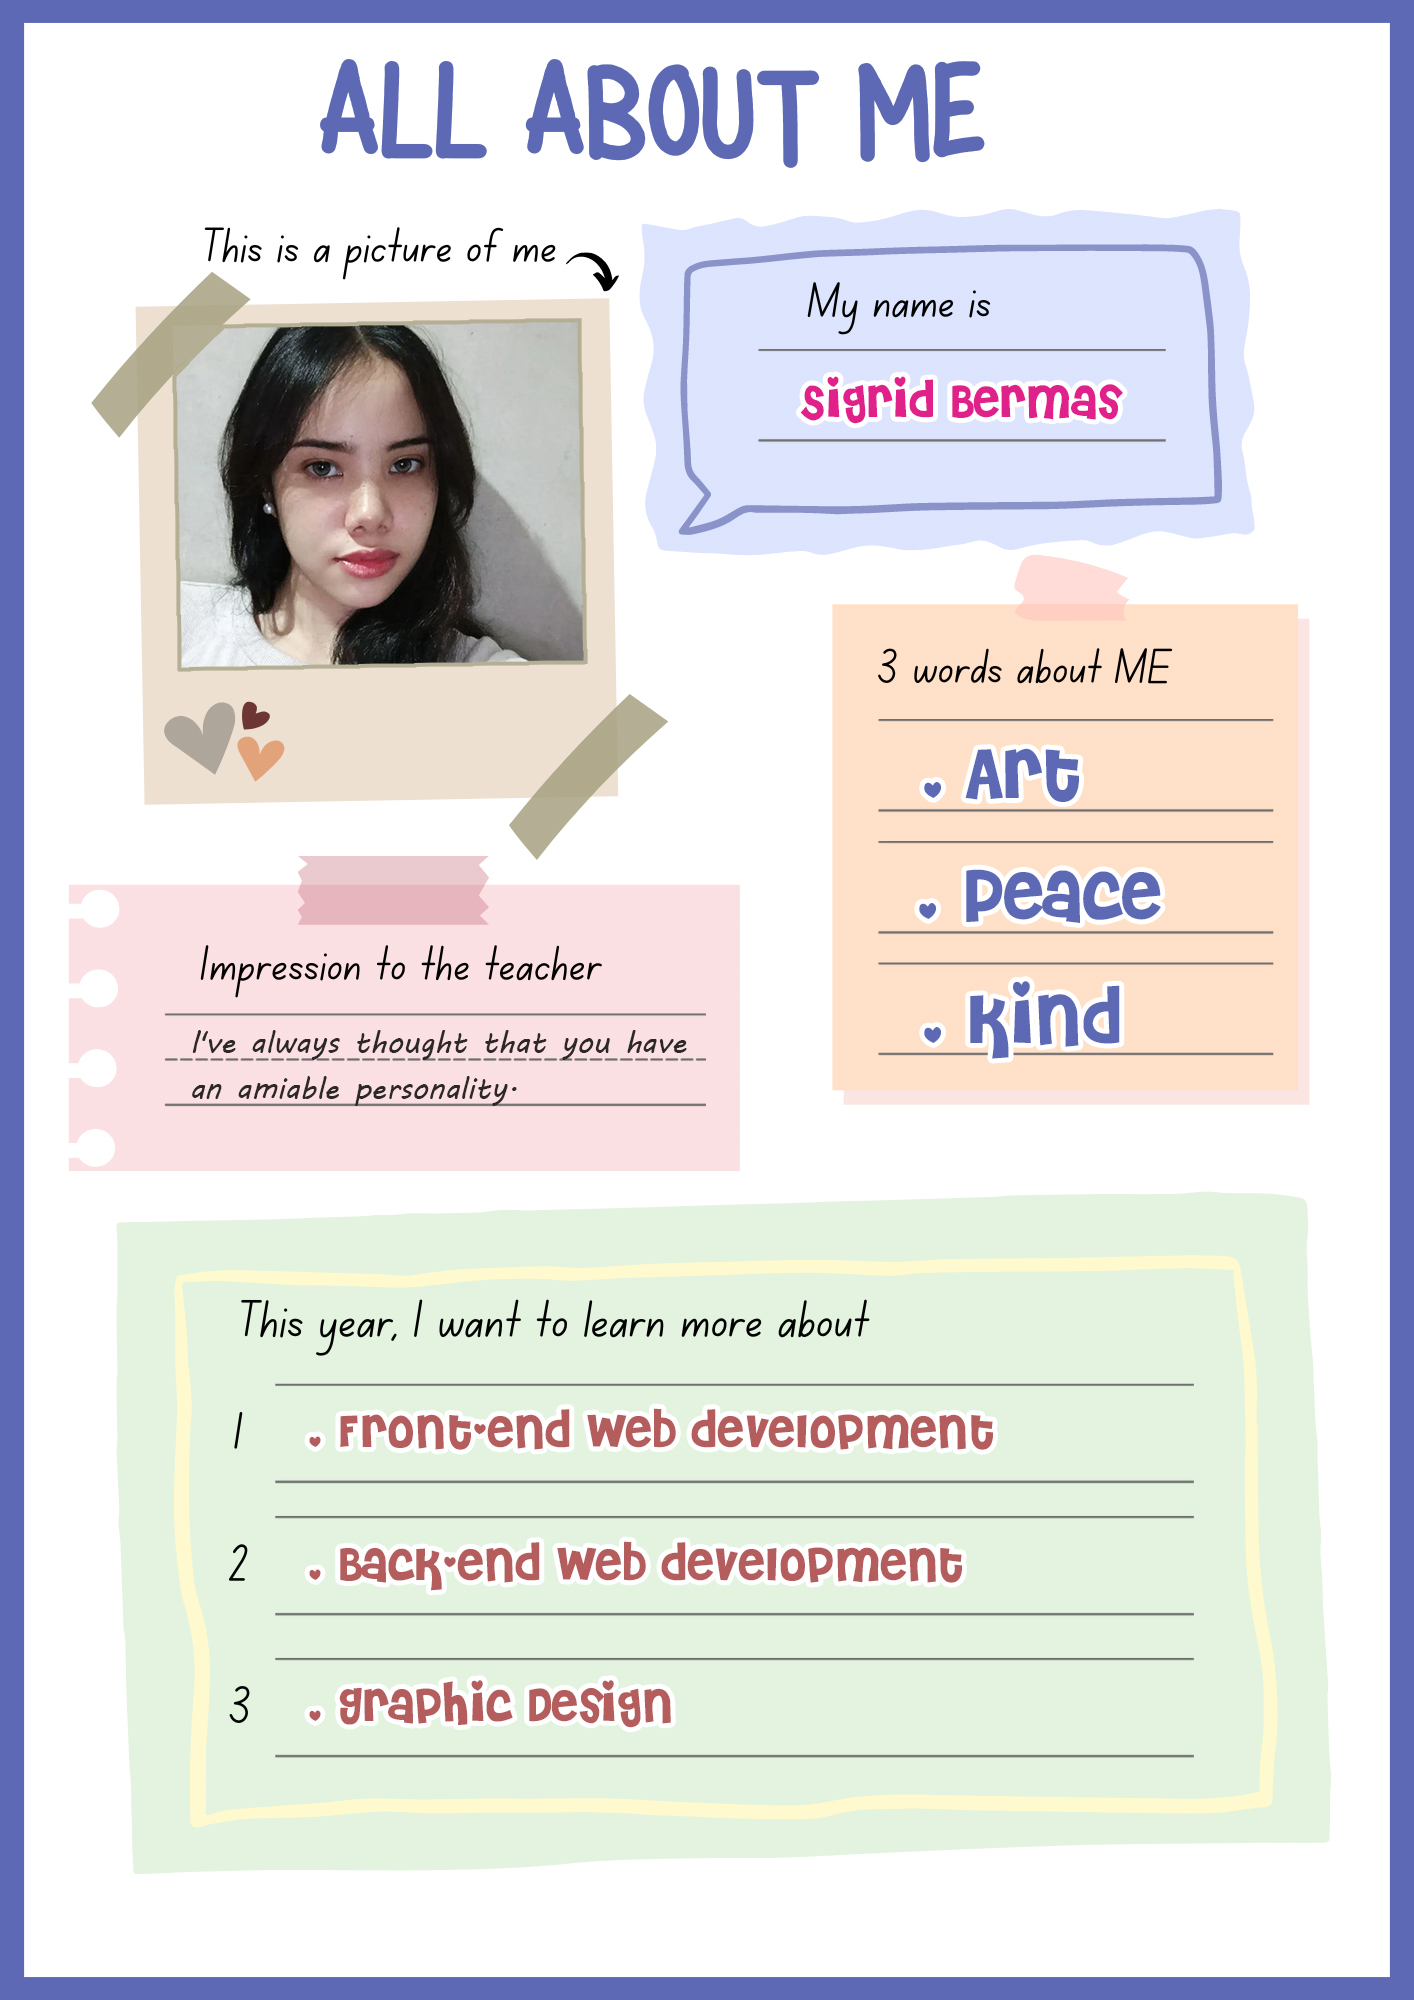 ALL ABOUT ME
This is a picture of me
My name is
Sigrid Bermas
3 words about ME
• Art
• Peace
• Kind
Impression to the teacher
I've always thought that you have
an amiable personality.
This year, I want to learn more about
1 • Front-end Web development
2 • Back-end Web development
3 • Graphic Design